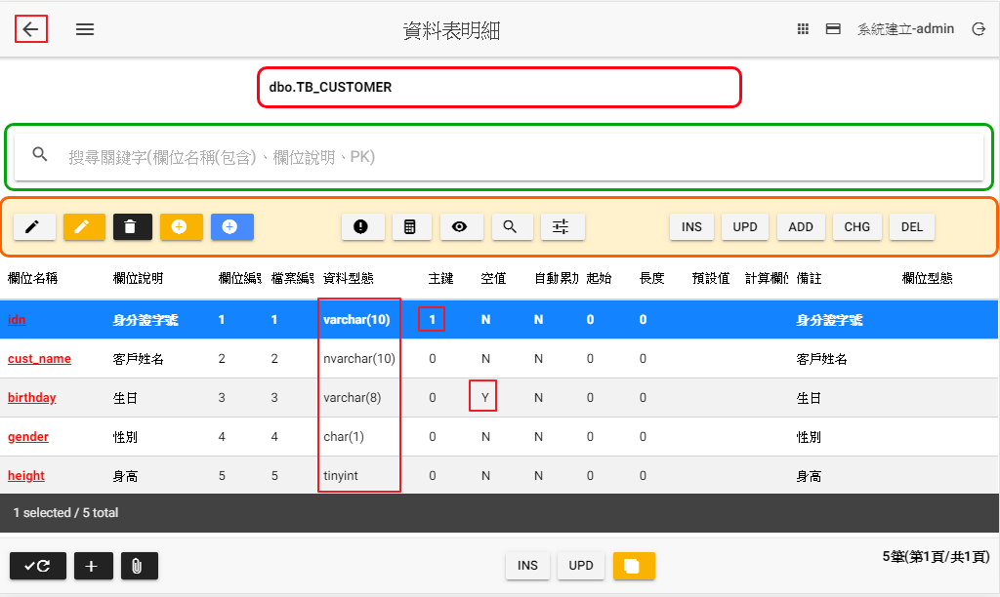 資料表明細
系統建立-admin
dbo.TB_CUSTOMER
搜尋關鍵字(欄位名稱(包含)、欄位說明、PK)
INS UPD ADD CHG DEL
欄位名稱 欄位說明 欄位編號 檔案編號 資料型態 主鍵 空值 自動累加 起始 長度 預設值 計算欄位 備註 欄位型態
idn 身分證字號 1 1 varchar(10) 1 N N 0 0 身分證字號
cust_name 客戶姓名 2 2 nvarchar(10) 0 N N 0 0 客戶姓名
birthday 生日 3 3 varchar(8) 0 Y N 0 0 生日
gender 性別 4 4 char(1) 0 N N 0 0 性別
height 身高 5 5 tinyint 0 N N 0 0 身高
1 selected / 5 total
INS UPD
5筆(第1頁/共1頁)